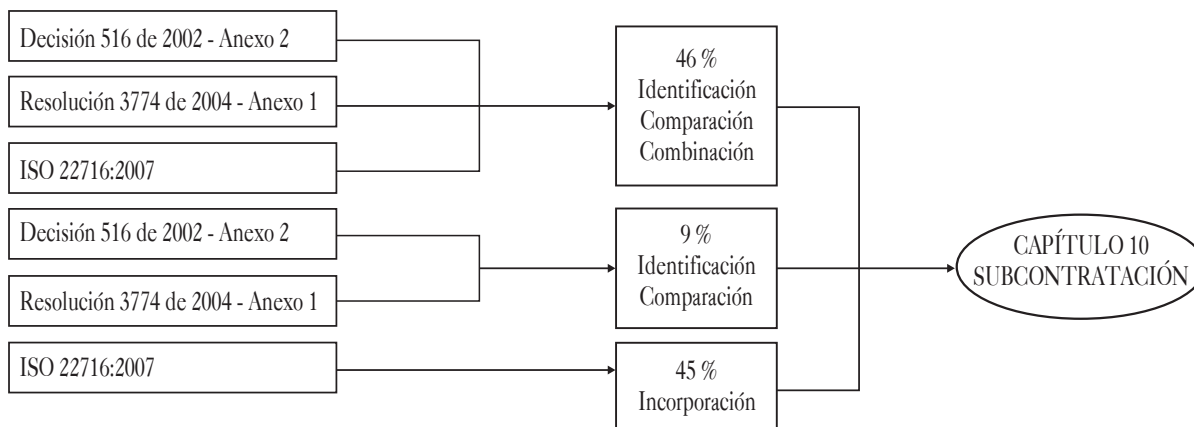 Decisión 516 de 2002 - Anexo 2
Resolución 3774 de 2004 - Anexo 1
ISO 22716:2007
Decisión 516 de 2002 - Anexo 2
Resolución 3774 de 2004 - Anexo 1
ISO 22716:2007
46 %
Identificación
Comparación
Combinación
9 %
Identificación
Comparación
45 %
Incorporación
CAPÍTULO 10
SUBCONTRATACIÓN